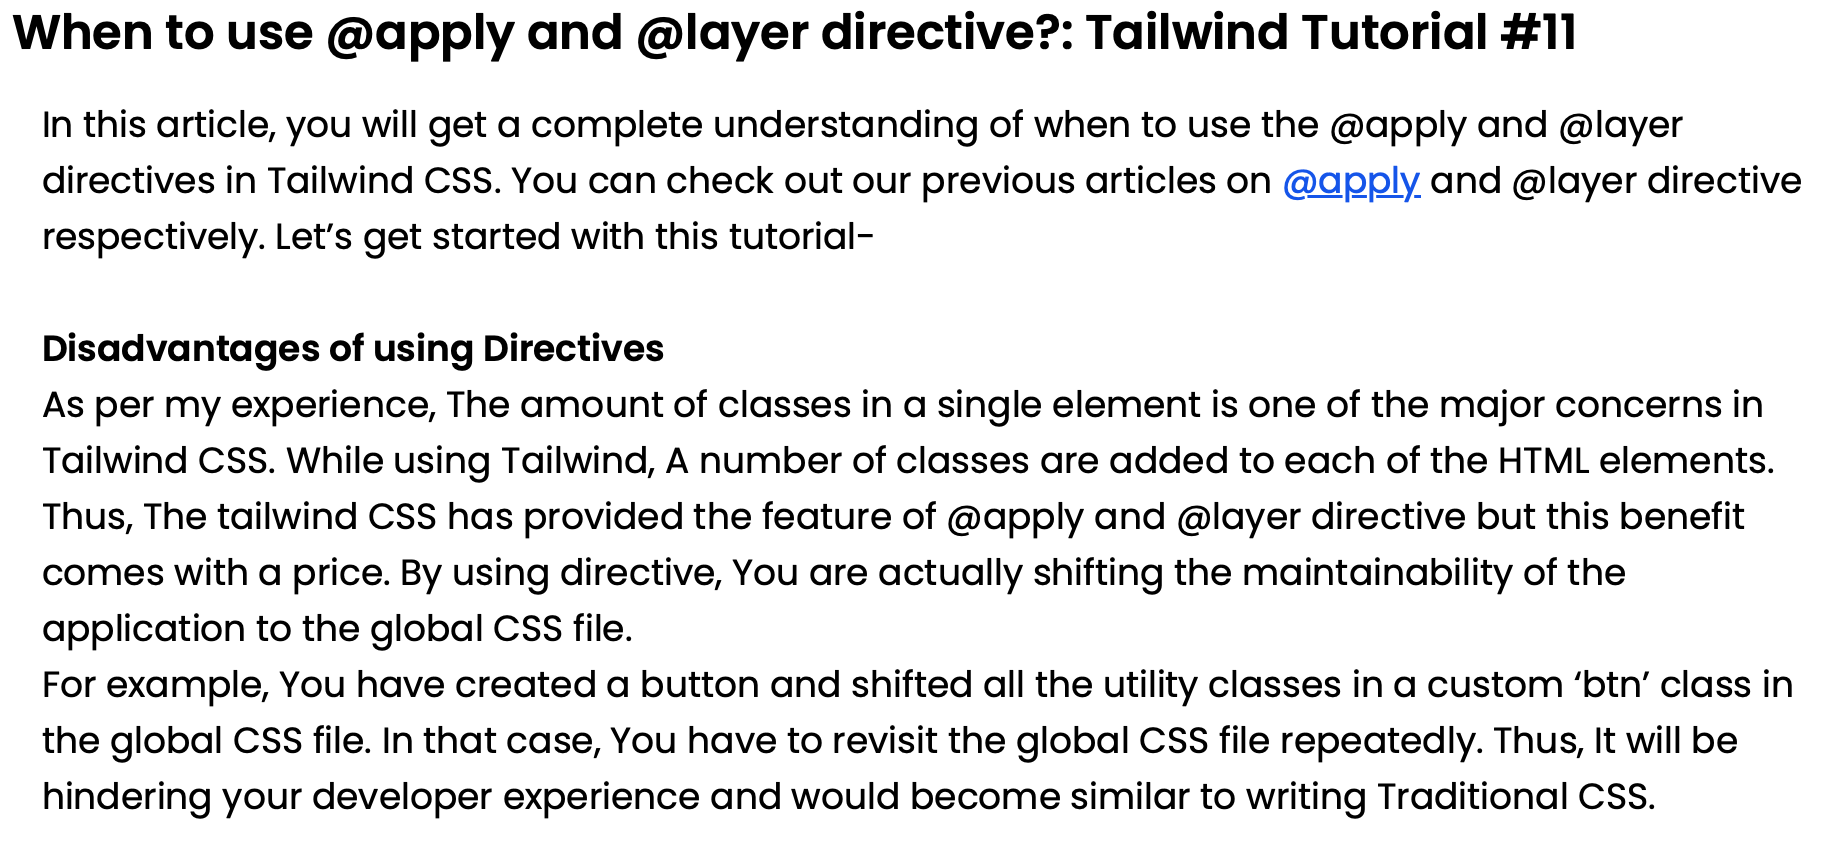 When to use @apply and @layer directive?: Tailwind Tutorial #11
In this article, you will get a complete understanding of when to use the @apply and @layer
directives in Tailwind CSS. You can check out our previous articles on @apply and @layer directive
respectively. Let’s get started with this tutorial-
Disadvantages of using Directives
As per my experience, The amount of classes in a single element is one of the major concerns in
Tailwind CSS. While using Tailwind, A number of classes are added to each of the HTML elements.
Thus, The tailwind CSS has provided the feature of @apply and @layer directive but this benefit
comes with a price. By using directive, You are actually shifting the maintainability of the
application to the global CSS file.
For example, You have created a button and shifted all the utility classes in a custom ‘btn’ class in
the global CSS file. In that case, You have to revisit the global CSS file repeatedly. Thus, It will be
hindering your developer experience and would become similar to writing Traditional CSS.